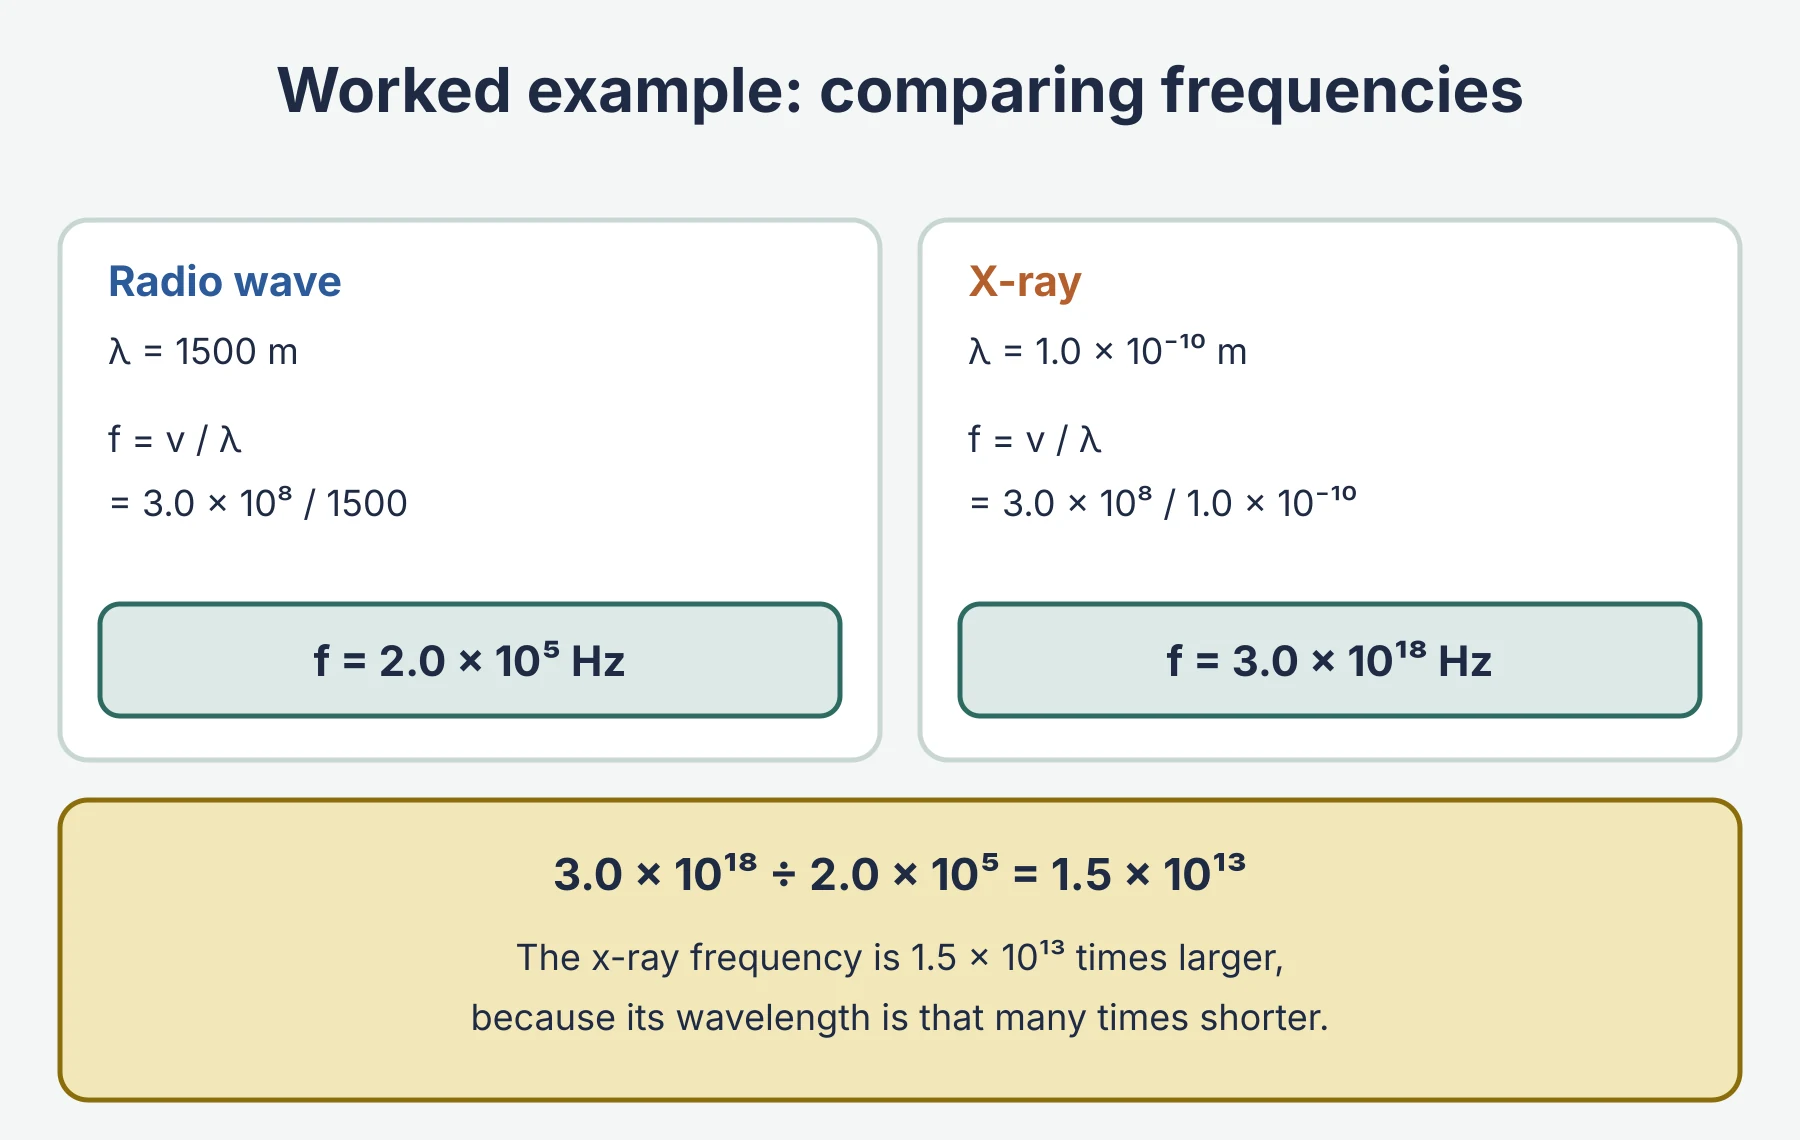 Worked example: comparing frequencies
Radio wave
λ = 1500 m
f = v / λ
= 3.0 × 10⁸ / 1500
f = 2.0 × 10⁵ Hz
X-ray
λ = 1.0 × 10⁻¹⁰ m
f = v / λ
= 3.0 × 10⁸ / 1.0 × 10⁻¹⁰
f = 3.0 × 10¹⁸ Hz
3.0 × 10¹⁸ ÷ 2.0 × 10⁵ = 1.5 × 10¹³
The x-ray frequency is 1.5 × 10¹³ times larger,
because its wavelength is that many times shorter.